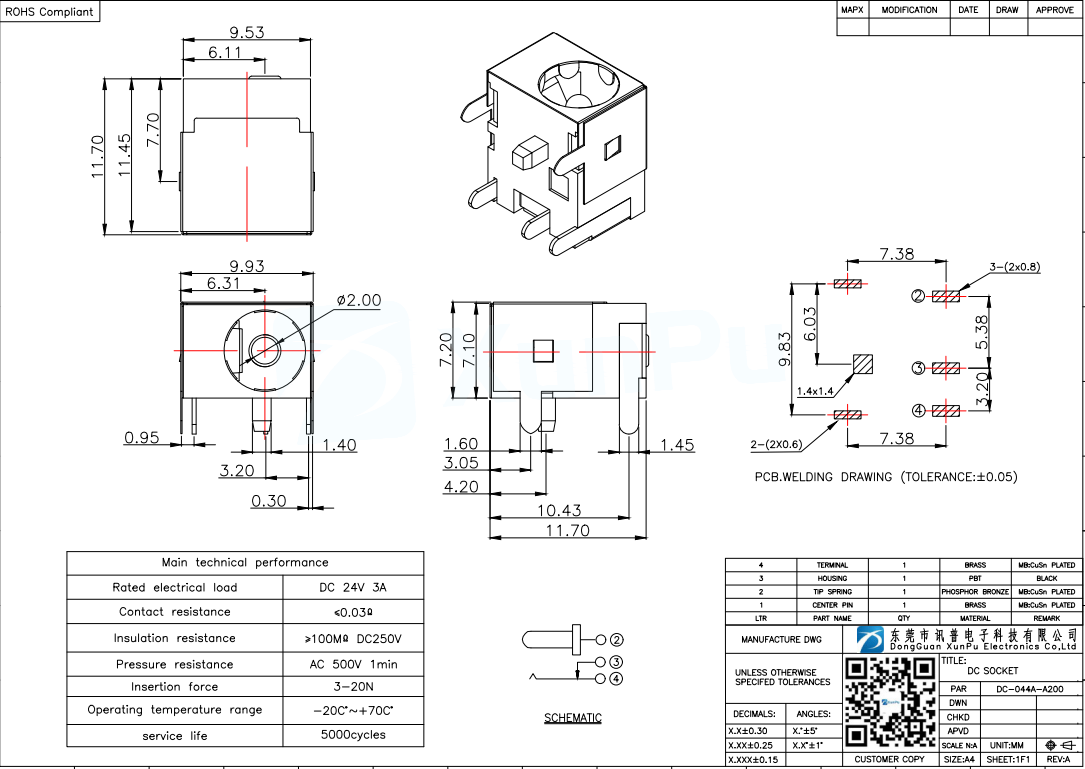 ROHS Compliant
MAPX MODIFICATION DATE DRAW APPROVE
9.53
6.11
11.70
11.45
7.70
9.93
6.31
ø2.00
0.95
1.40
3.20
0.30
7.20
7.10
1.60
3.05
4.20
1.45
10.43
11.70
XunPu
7.38
3-(2x0.8)
②
9.83
6.03
5.38
③
1.4x1.4
3.20
④
2-(2X0.6)
7.38
PCB.WELDING DRAWING (TOLERANCE:±0.05)
Main technical performance
Rated electrical load DC 24V 3A
Contact resistance ≤0.03Ω
Insulation resistance ≥100MΩ DC250V
Pressure resistance AC 500V 1min
Insertion force 3-20N
Operating temperature range -20C°~+70C°
service life 5000cycles
②
③
④
SCHEMATIC
4 TERMINAL 1 BRASS MB:CuSn PLATED
3 HOUSING 1 PBT BLACK
2 TIP SPRING 1 PHOSPHOR BRONZE MB:CuSn PLATED
1 CENTER PIN 1 BRASS MB:CuSn PLATED
LTR PART NAME QTY MATERIAL REMARK
MANUFACTURE DWG
东莞市讯普电子科技有限公司
DongGuan XunPu Electronics Co,Ltd
UNLESS OTHERWISE
SPECIFED TOLERANCES
TITLE:
DC SOCKET
PAR DC-044A-A200
DWN
CHKD
APVD
DECIMALS: ANGLES:
X.X±0.30 X.°±5°
X.XX±0.25 X.X°±1°
X.XXX±0.15
SCALE N:A UNIT:MM
CUSTOMER COPY SIZE:A4 SHEET:1F1 REV:A